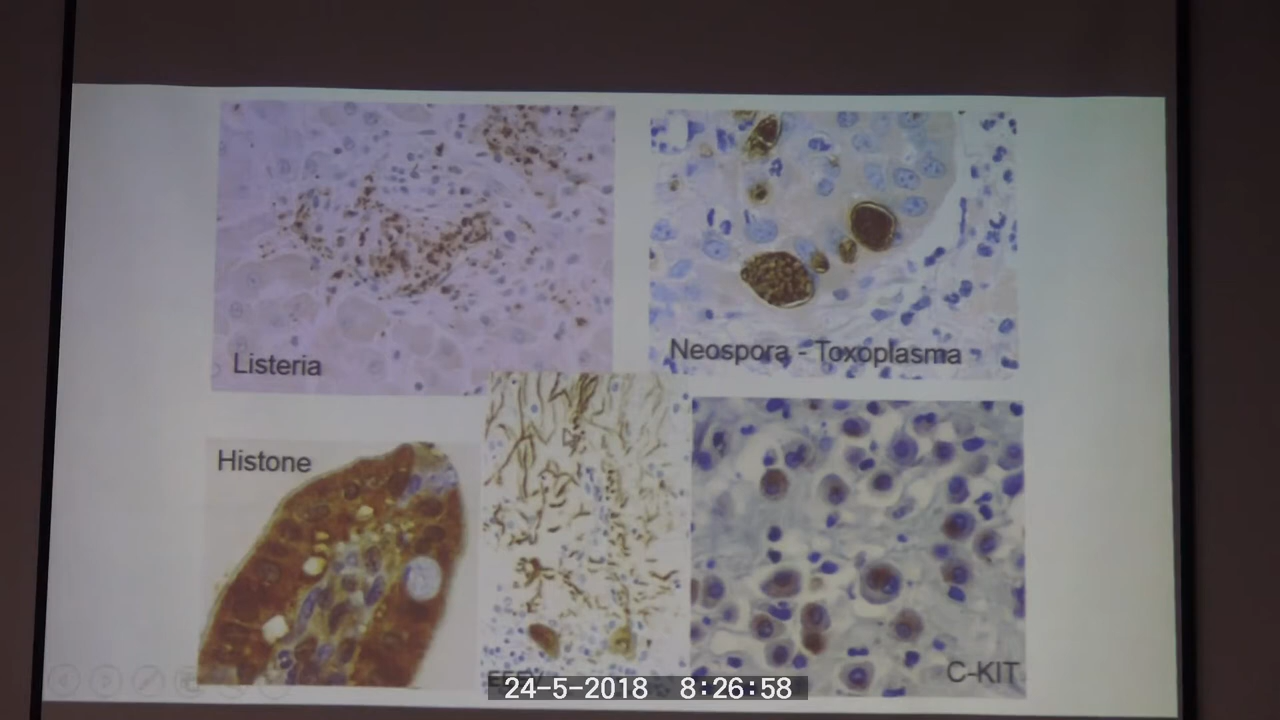 Listeria
Neospora - Toxoplasma
Histone
C-KIT
24-5-2018 8:26:58